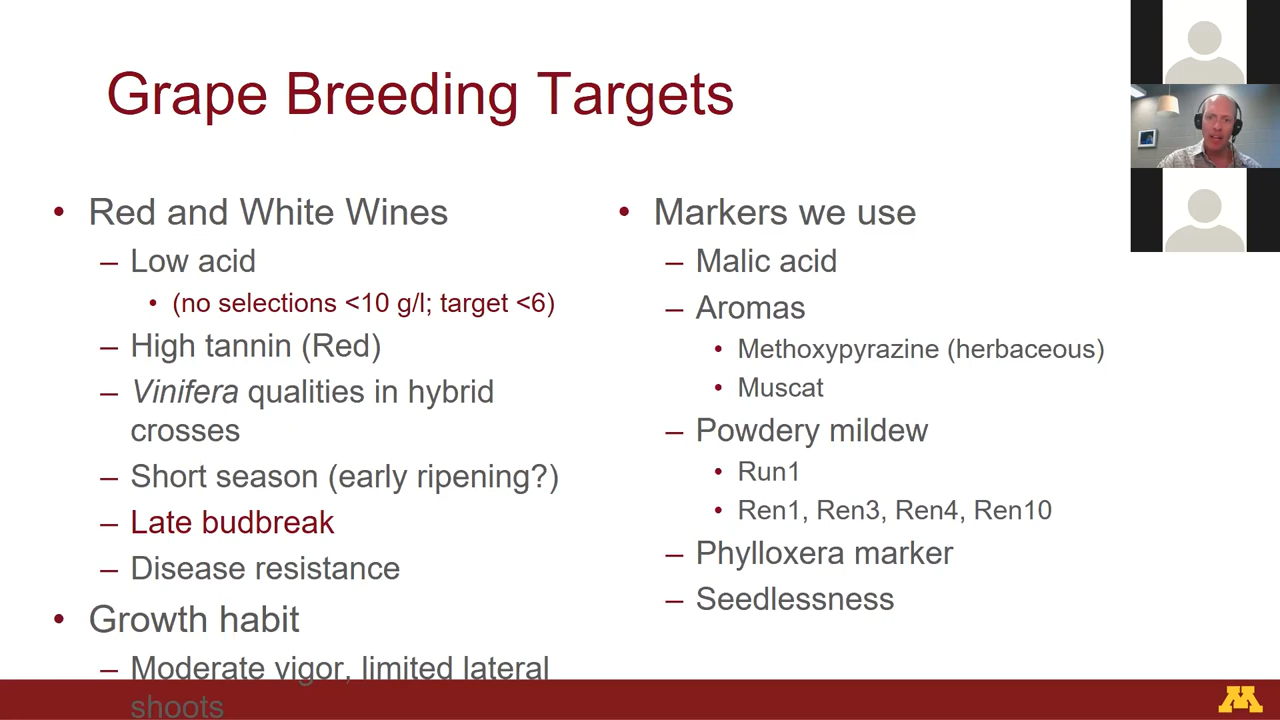 Grape Breeding Targets
• Red and White Wines
– Low acid
• (no selections <10 g/l; target <6)
– High tannin (Red)
– Vinifera qualities in hybrid
crosses
– Short season (early ripening?)
– Late budbreak
– Disease resistance
• Growth habit
– Moderate vigor, limited lateral
shoots
• Markers we use
– Malic acid
– Aromas
• Methoxypyrazine (herbaceous)
• Muscat
– Powdery mildew
• Run1
• Ren1, Ren3, Ren4, Ren10
– Phylloxera marker
– Seedlessness
M